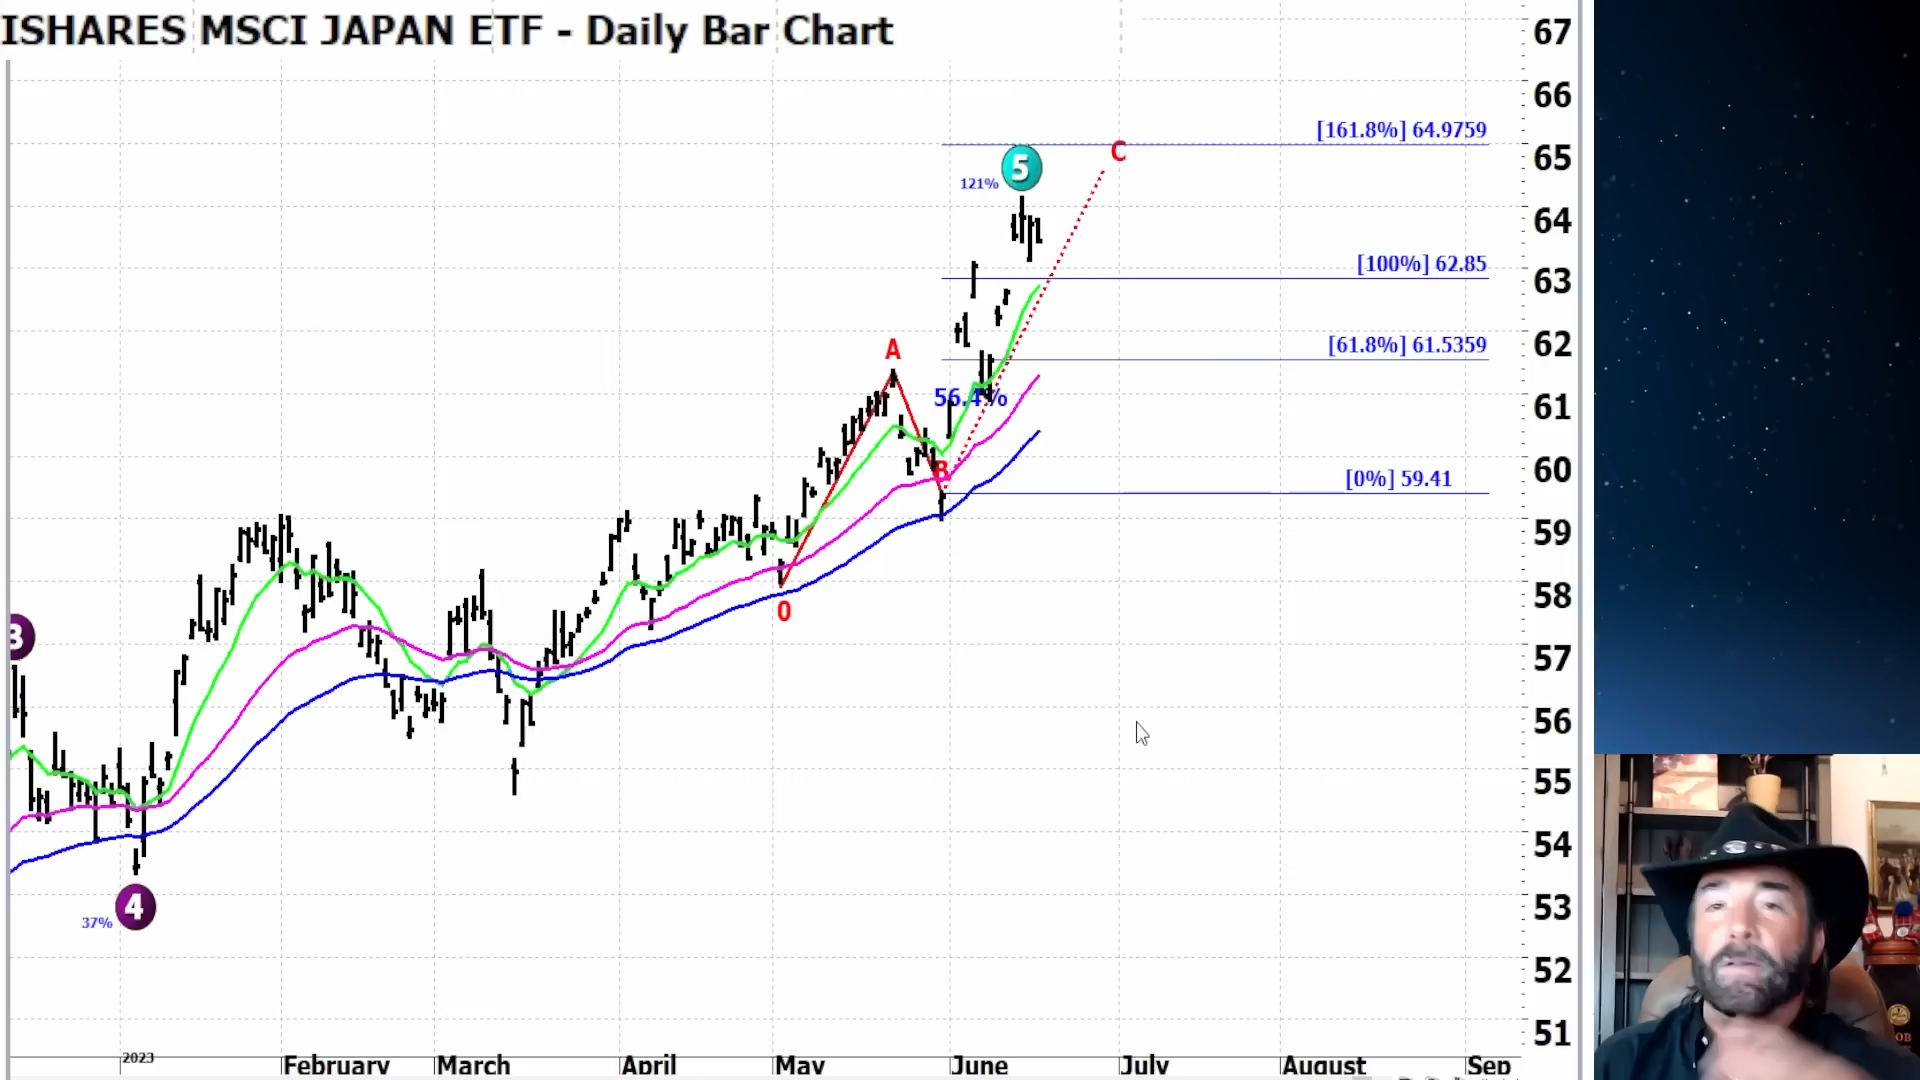 ISHARES MSCI JAPAN ETF - Daily Bar Chart
67
66
[161.8%] 64.9759
65
C
5
121%
64
[100%] 62.85
63
[61.8%] 61.5359
62
A
56.4%
61
B
60
[0%] 59.41
59
58
0
3
57
56
55
54
4
37%
53
52
51
2023
February
March
April
May
June
July
August
Sep